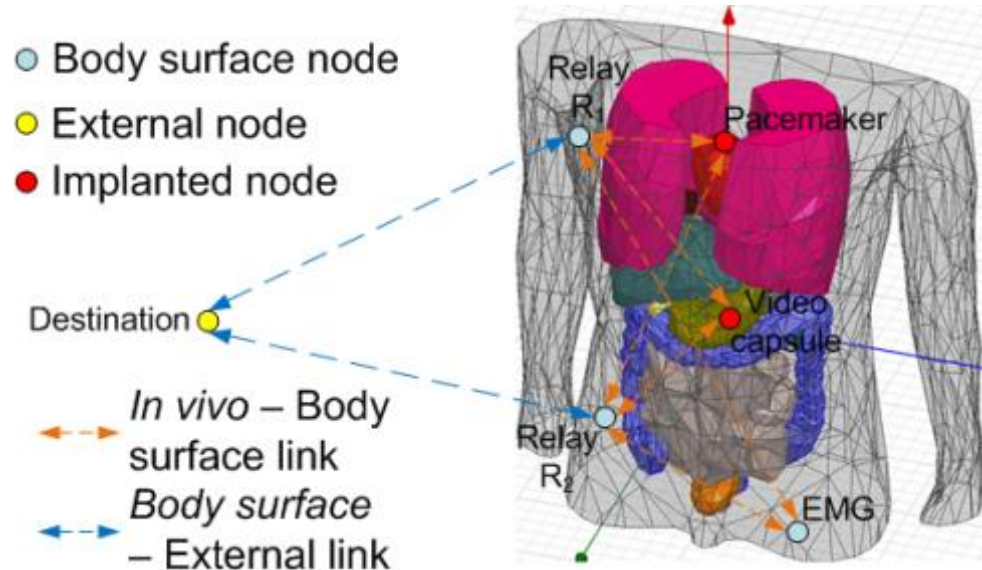 Body surface node
External node
Implanted node
Destination
In vivo – Body
surface link
Body surface
– External link
Relay
R1
Pacemaker
Video
capsule
Relay
R2
EMG